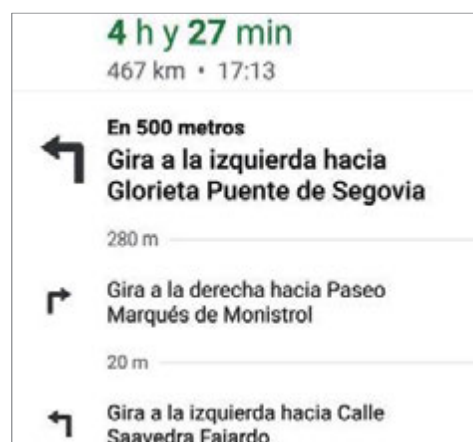 4 h y 27 min
467 km • 17:13
En 500 metros
Gira a la izquierda hacia
Glorieta Puente de Segovia
280 m
Gira a la derecha hacia Paseo
Marqués de Monistrol
20 m
Gira a la izquierda hacia Calle
Saavedra Fajardo